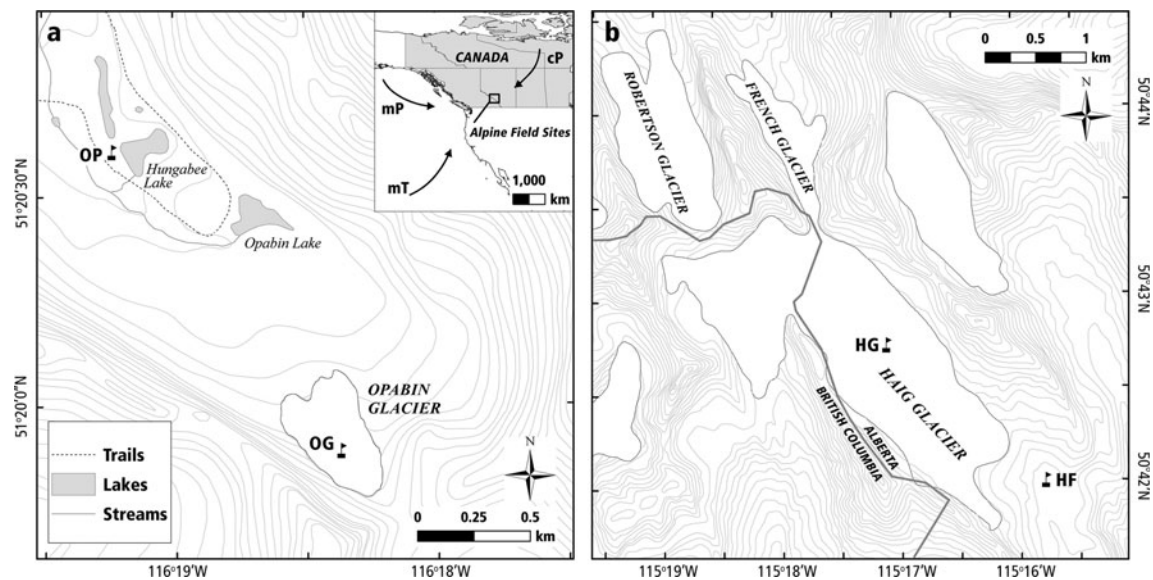 a
CANADA
cP
mP
Alpine Field Sites
mT
1,000
km
OP
Hungabee
Lake
Opabin Lake
51°20'3.0"N
51°20'0.0"N
OPABIN
GLACIER
OG
Trails
Lakes
Streams
N
0 0.25 0.5
km
116°19'W
116°18'W
b
0 0.5 1
km
N
ROBERTSON GLACIER
FRENCH GLACIER
50°44'N
50°43'N
HG
HAIG GLACIER
BRITISH COLUMBIA
ALBERTA
HF
50°42'N
115°19'W
115°18'W
115°17'W
115°16'W